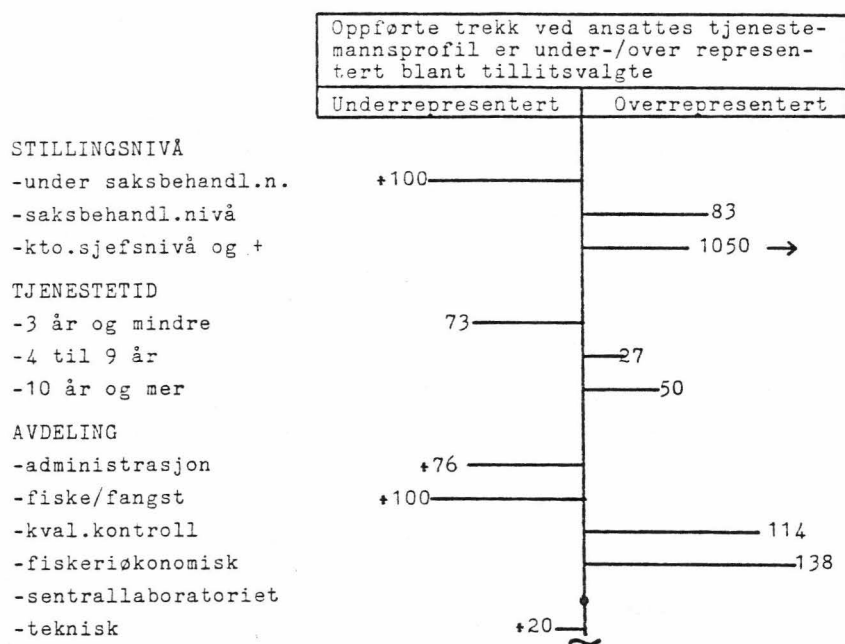 Oppførte trekk ved ansattes tjeneste-
mannsprofil er under-/over represen-
tert blant tillitsvalgte
Underrepresentert Overrepresentert
STILLINGSNIVÅ
-under saksbehandl.n. +100
-saksbehandl.nivå 83
-kto.sjefsnivå og + 1050 →
TJENESTETID
-3 år og mindre 73
-4 til 9 år 27
-10 år og mer 50
AVDELING
-administrasjon +76
-fiske/fangst +100
-kval.kontroll 114
-fiskeriøkonomisk 138
-sentrallaboratoriet
-teknisk +20